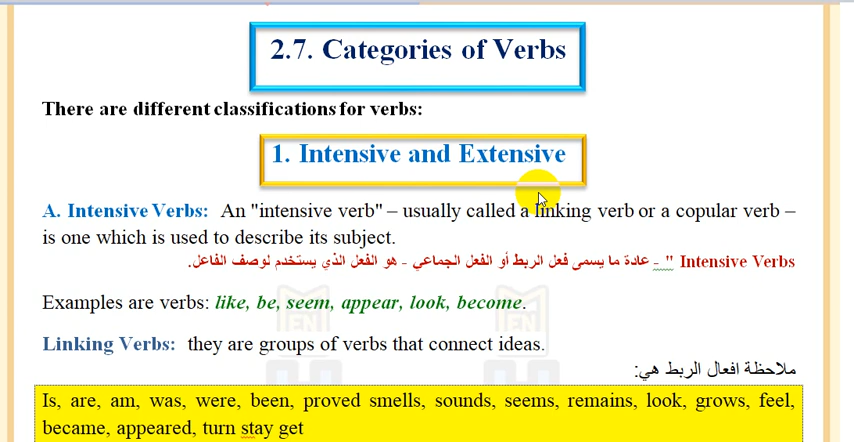 2.7. Categories of Verbs
There are different classifications for verbs:
1. Intensive and Extensive
A. Intensive Verbs: An "intensive verb" – usually called a linking verb or a copular verb –
is one which is used to describe its subject.
Intensive Verbs " - عادة ما يسمى فعل الربط أو الفعل الجماعي - هو الفعل الذي يستخدم لوصف الفاعل.
Examples are verbs: like, be, seem, appear, look, become.
Linking Verbs: they are groups of verbs that connect ideas.
ملاحظة افعال الربط هي:
Is, are, am, was, were, been, proved smells, sounds, seems, remains, look, grows, feel,
became, appeared, turn stay get